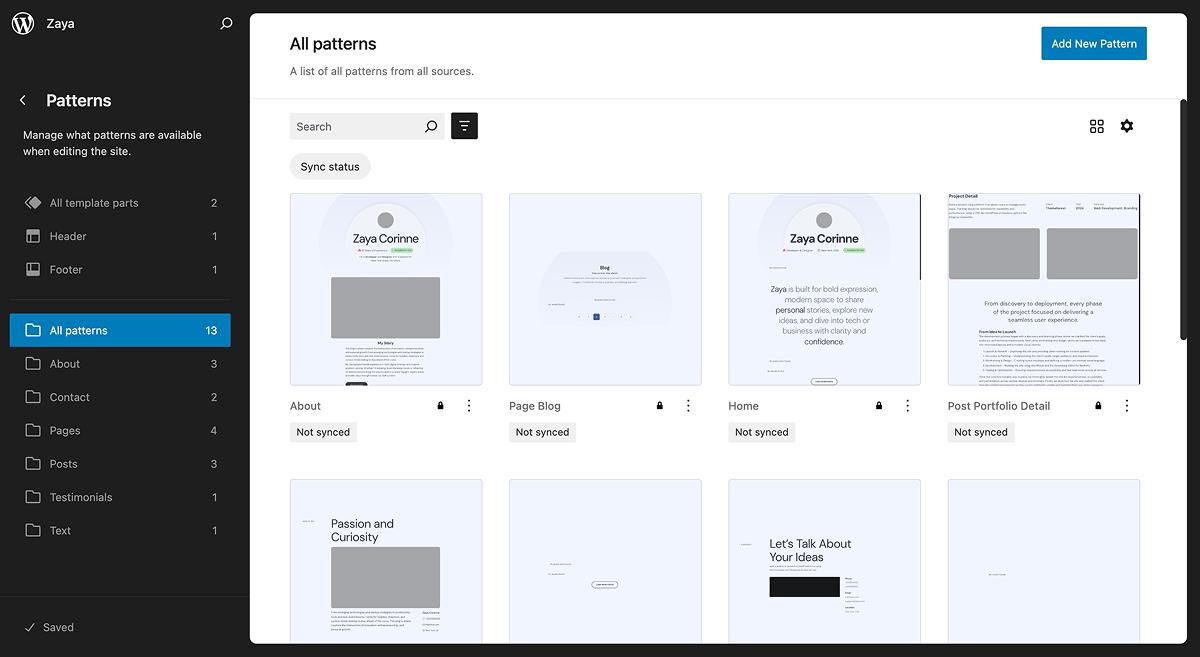 Zaya
Patterns
Manage what patterns are available
when editing the site.
All template parts 2
Header 1
Footer 1
All patterns 13
About 3
Contact 2
Pages 4
Posts 3
Testimonials 1
Text 1
Saved
All patterns
Add New Pattern
A list of all patterns from all sources.
Search
Sync status
Zaya Corinne
My Story
About
Not synced
Blog
Page Blog
Not synced
Zaya Corinne
Zaya is built for bold expression,
modern space to share
personal stories, explore new
ideas, and dive into tech or
business with clarity and
confidence.
Home
Not synced
Project Detail
From discovery to deployment, every phase
of the project focused on delivering a
seamless user experience.
From Idea to Launch
Post Portfolio Detail
Not synced
Passion and
Curiosity
Let's Talk About
Your Ideas